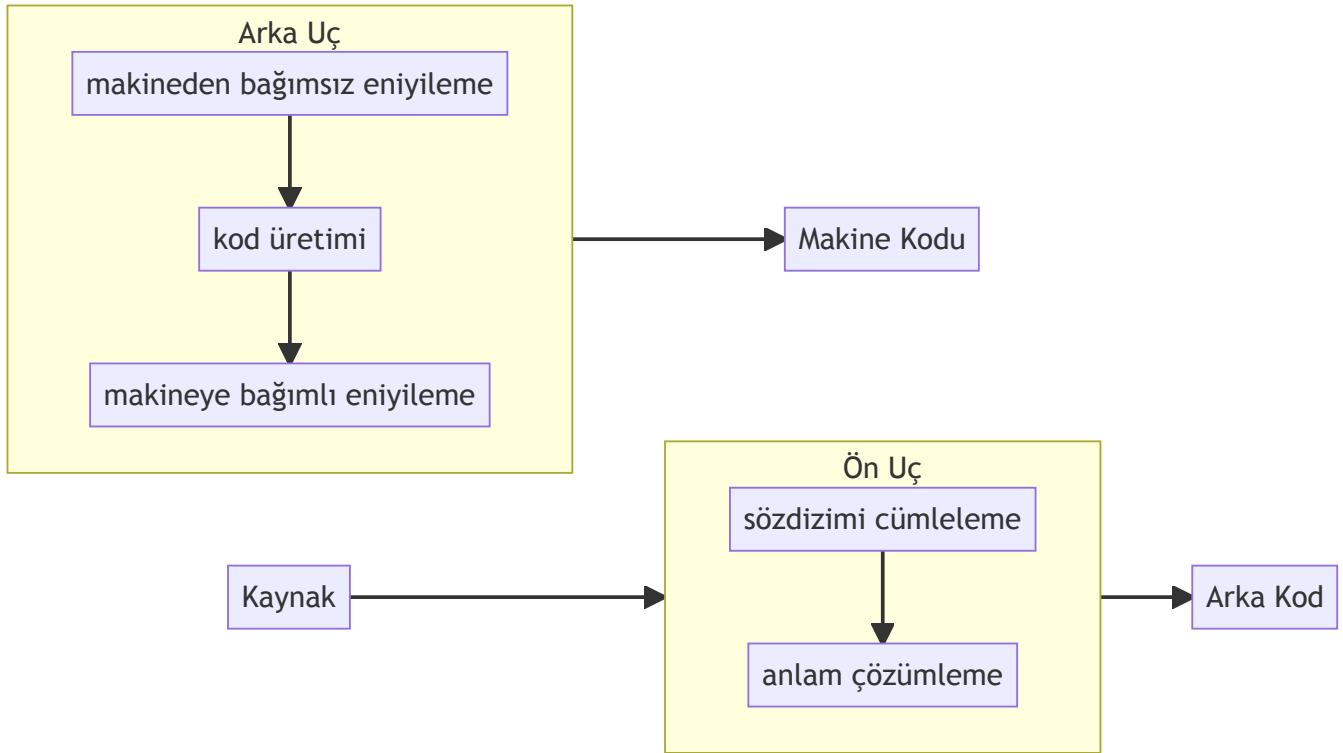 Arka Uç
makineden bağımsız eniyileme
kod üretimi
Makine Kodu
makineye bağımlı eniyileme
Ön Uç
sözdizimi cümleleme
Kaynak
Arka Kod
anlam çözümleme